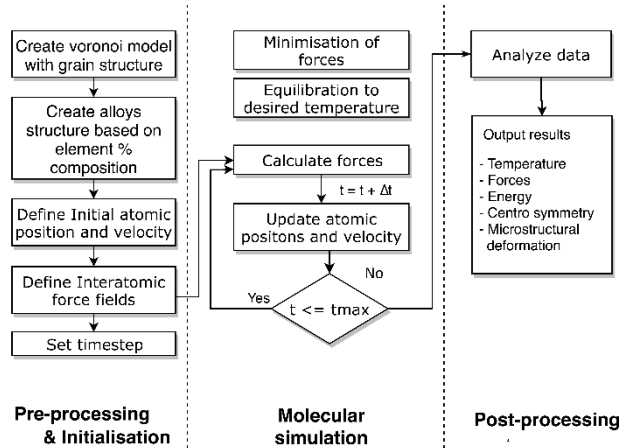 Create voronoi model
with grain structure
Create alloys
structure based on
element %
composition
Define Initial atomic
position and velocity
Define Interatomic
force fields
Set timestep
Pre-processing
& Initialisation
Minimisation of
forces
Equilibration to
desired temperature
Calculate forces
t = t + Δt
Update atomic
positons and velocity
No
Yes
t <= tmax
Molecular
simulation
Analyze data
Output results
- Temperature
- Forces
- Energy
- Centro symmetry
- Microstructural
deformation
Post-processing